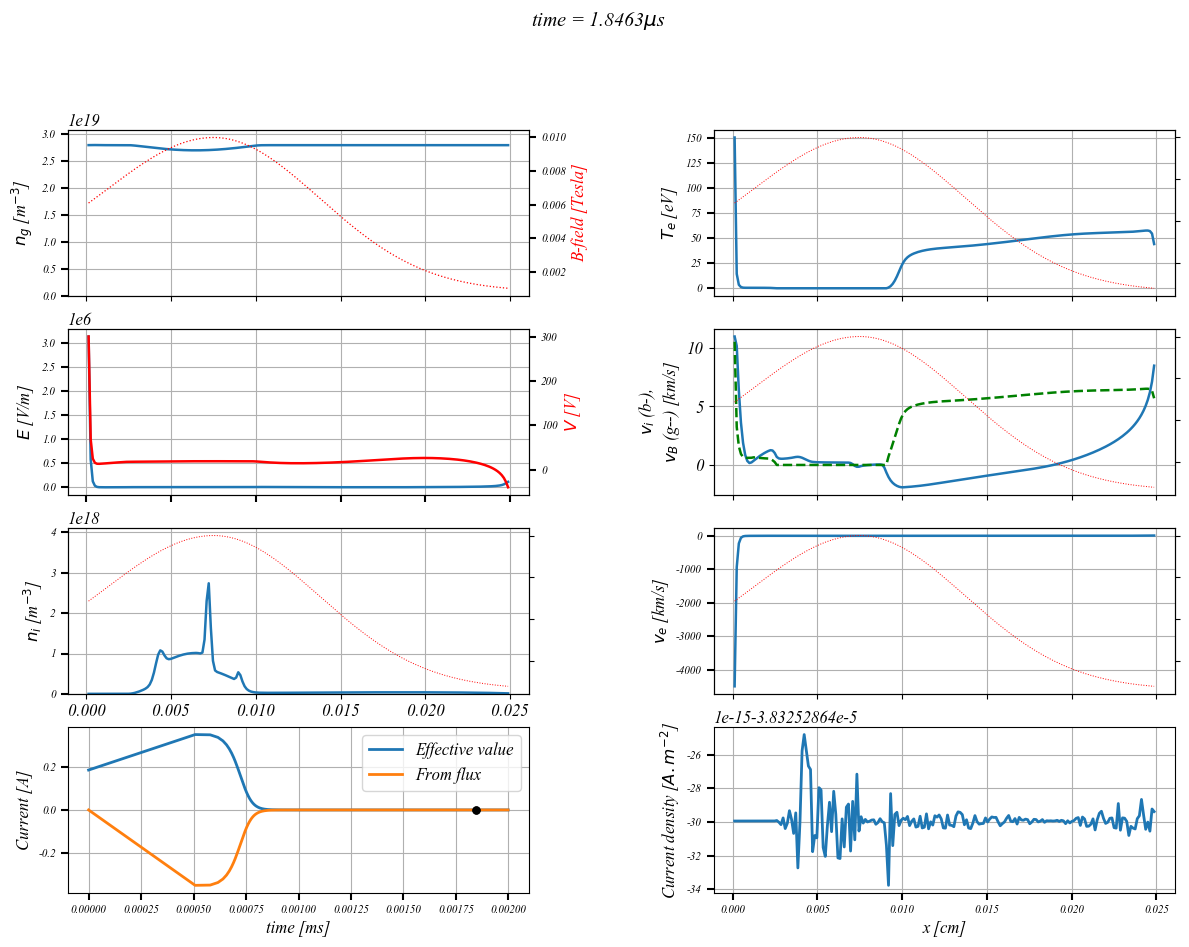 time = 1.8463μs
1e19
3.0
2.5
2.0
1.5
1.0
0.5
0.0
n_g [m⁻³]
0.010
0.008
0.006
0.004
0.002
B-field [Tesla]
150
125
100
75
50
25
0
T_e [eV]
1e6
3.0
2.5
2.0
1.5
1.0
0.5
0.0
E [V/m]
300
200
100
0
V [V]
10
5
0
v_i (b-),
v_B (g--) [km/s]
1e18
4
3
2
1
0
n_i [m⁻³]
0.000 0.005 0.010 0.015 0.020 0.025
0
-1000
-2000
-3000
-4000
v_e [km/s]
0.2
0.0
-0.2
Current [A]
Effective value
From flux
0.00000 0.00025 0.00050 0.00075 0.00100 0.00125 0.00150 0.00175 0.00200
time [ms]
1e-15-3.83252864e-5
-26
-28
-30
-32
-34
Current density [A.m⁻²]
0.000 0.005 0.010 0.015 0.020 0.025
x [cm]